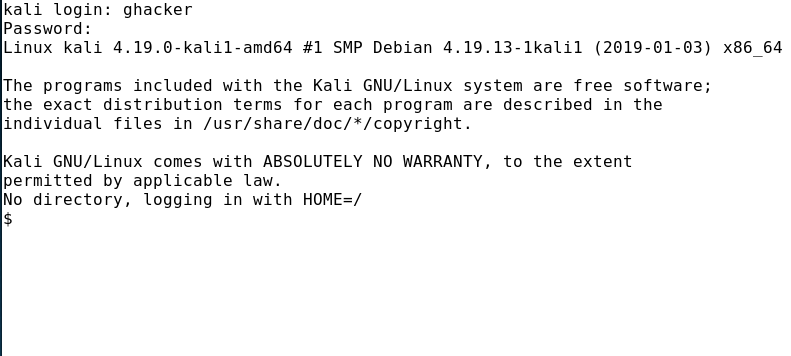 kali login: ghacker
Password:
Linux kali 4.19.0-kali1-amd64 #1 SMP Debian 4.19.13-1kali1 (2019-01-03) x86_64
The programs included with the Kali GNU/Linux system are free software;
the exact distribution terms for each program are described in the
individual files in /usr/share/doc/*/copyright.
Kali GNU/Linux comes with ABSOLUTELY NO WARRANTY, to the extent
permitted by applicable law.
No directory, logging in with HOME=/
$